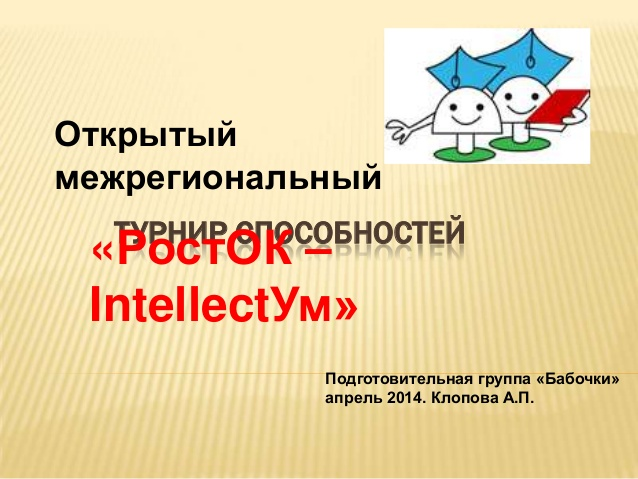 Открытый
межрегиональный
ТУРНИР СПОСОБНОСТЕЙ
«РостОК –
IntellectУм»
Подготовительная группа «Бабочки»
апрель 2014. Клопова А.П.